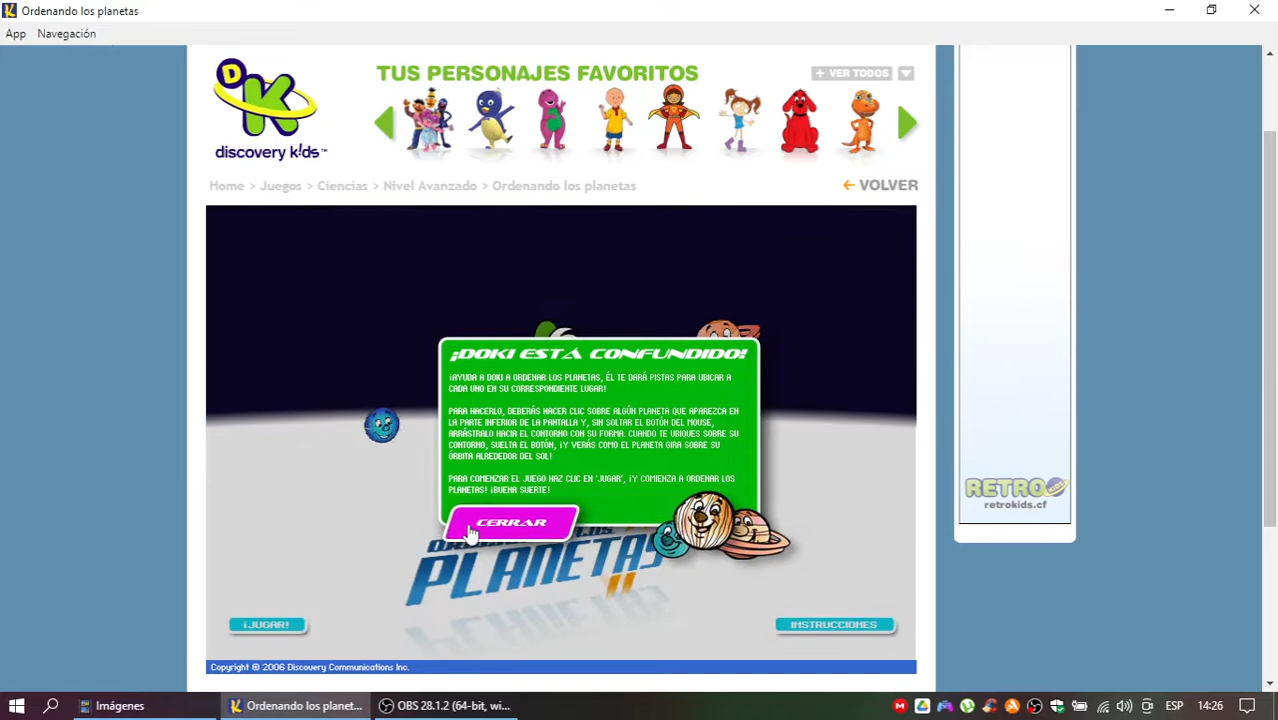 Ordenando los planetas
App Navegación
discovery k!ds™
TUS PERSONAJES FAVORITOS
+ VER TODOS
Home > Juegos > Ciencias > Nivel Avanzado > Ordenando los planetas
VOLVER
¡DOKI ESTÁ CONFUNDIDO!
¡AYUDA A DOKI A ORDENAR LOS PLANETAS, ÉL TE DARÁ PISTAS PARA UBICAR A
CADA UNO EN SU CORRESPONDIENTE LUGAR!
PARA HACERLO, DEBERÁS HACER CLIC SOBRE ALGÚN PLANETA QUE APAREZCA EN
LA PARTE INFERIOR DE LA PANTALLA Y, SIN SOLTAR EL BOTÓN DEL MOUSE,
ARRÁSTRALO HACIA EL CONTORNO CON SU FORMA. CUANDO TE UBIQUES SOBRE SU
CONTORNO, SUELTA EL BOTÓN, ¡Y VERÁS COMO EL PLANETA GIRA SOBRE SU
ÓRBITA ALREDEDOR DEL SOL!
PARA COMENZAR EL JUEGO HAZ CLIC EN 'JUGAR', ¡Y COMIENZA A ORDENAR LOS
PLANETAS! ¡BUENA SUERTE!
CERRAR
PLANETAS
¡JUGAR!
INSTRUCCIONES
Copyright © 2006 Discovery Communications Inc.
RETRO
retrokids.cf
Imágenes
Ordenando los planet...
OBS 28.1.2 (64-bit, wi...
ESP
14:26